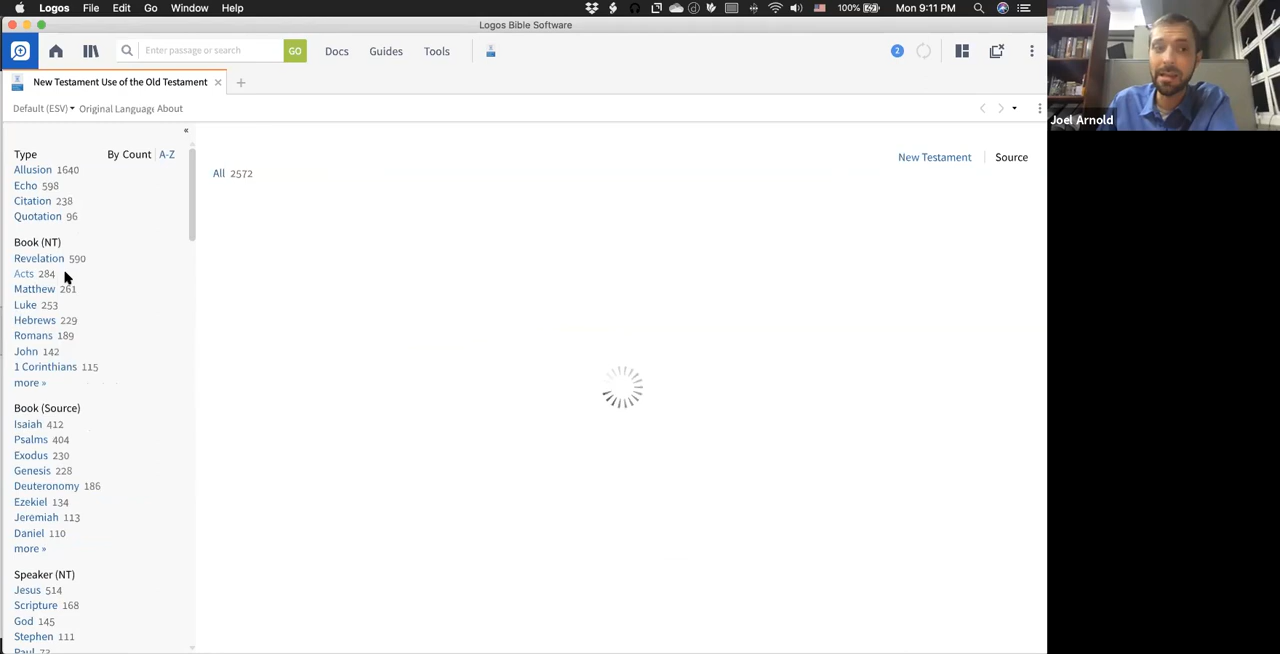 Logos File Edit Go Window Help 100% Mon 9:11 PM
Logos Bible Software
Enter passage or search GO Docs Guides Tools 2
New Testament Use of the Old Testament
Default (ESV) Original Language About
Type By Count A-Z
Allusion 1640
Echo 598
Citation 238
Quotation 96
Book (NT)
Revelation 590
Acts 284
Matthew 261
Luke 253
Hebrews 229
Romans 189
John 142
1 Corinthians 115
more »
Book (Source)
Isaiah 412
Psalms 404
Exodus 230
Genesis 228
Deuteronomy 186
Ezekiel 134
Jeremiah 113
Daniel 110
more »
Speaker (NT)
Jesus 514
Scripture 168
God 145
Stephen 111
Paul 73
New Testament Source
All 2572
Joel Arnold